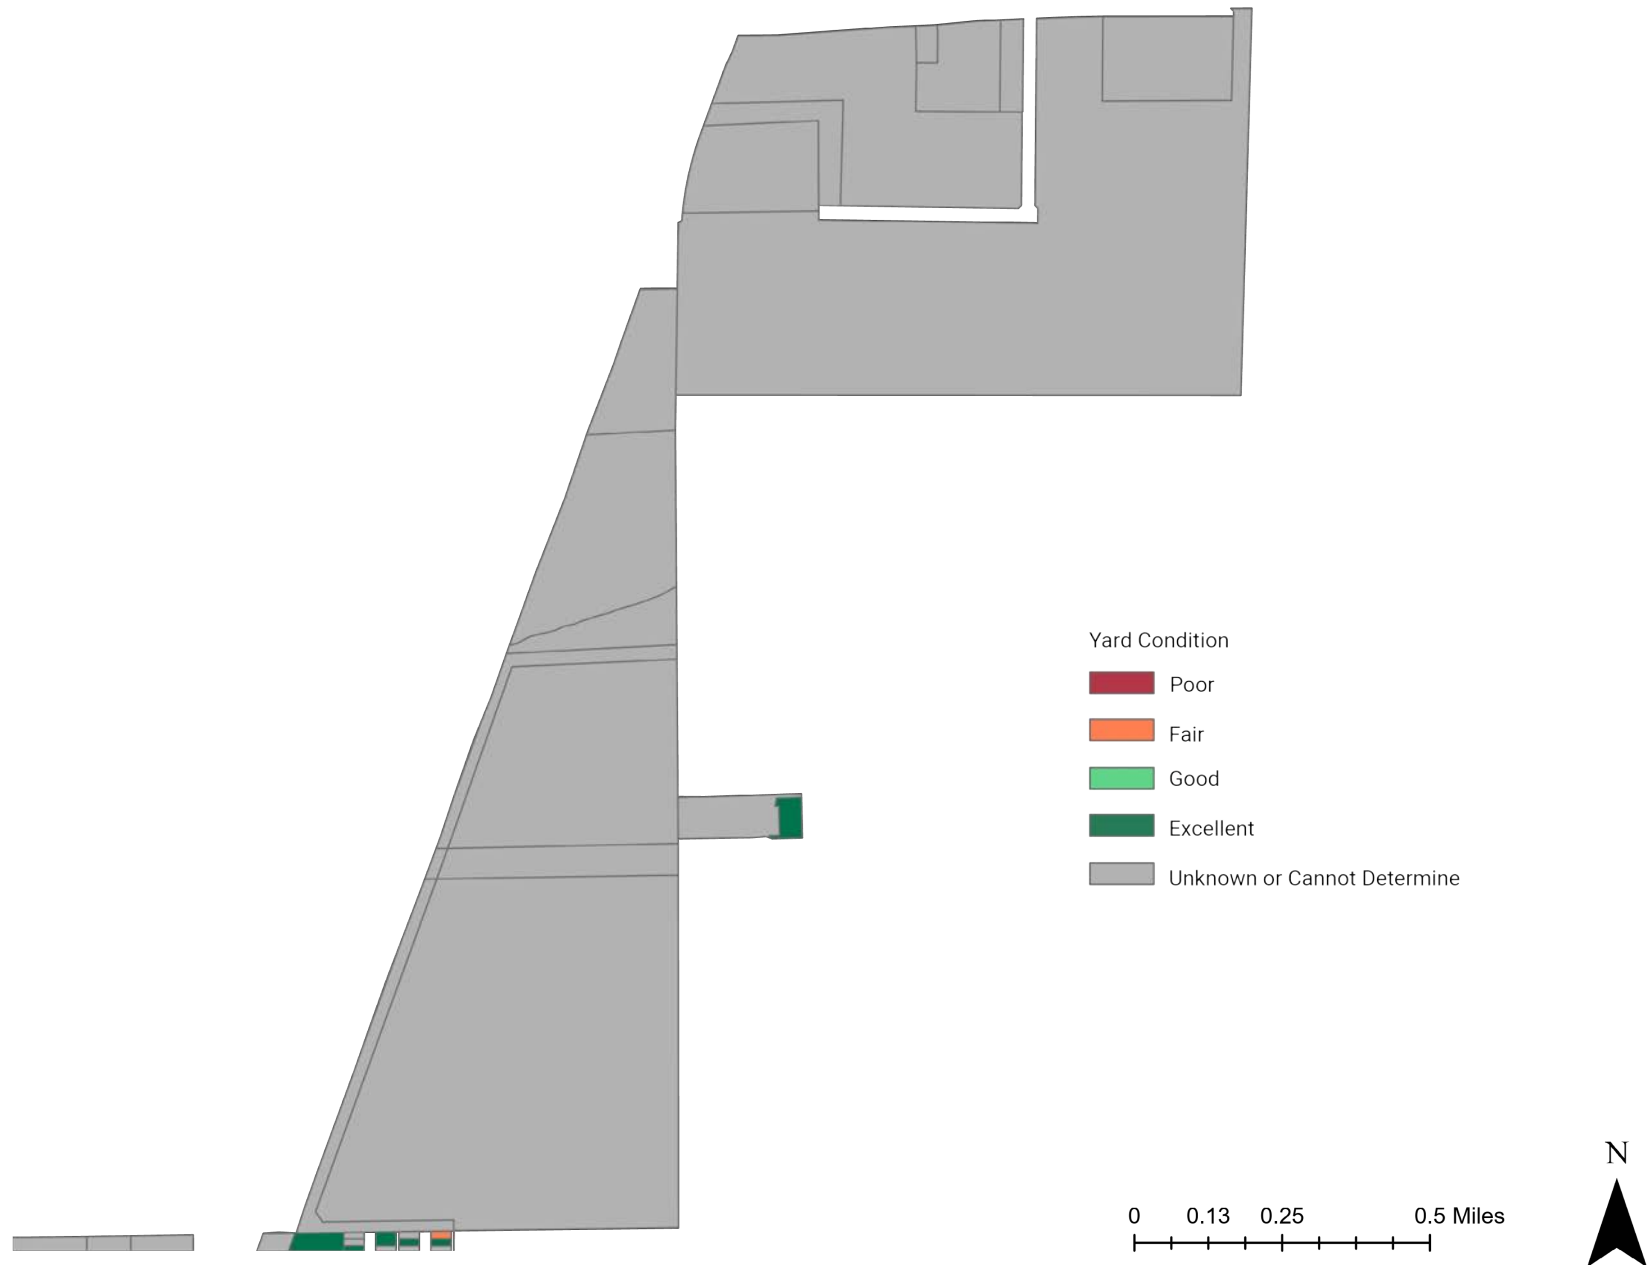 Yard Condition
Poor
Fair
Good
Excellent
Unknown or Cannot Determine
N
0 0.13 0.25 0.5 Miles